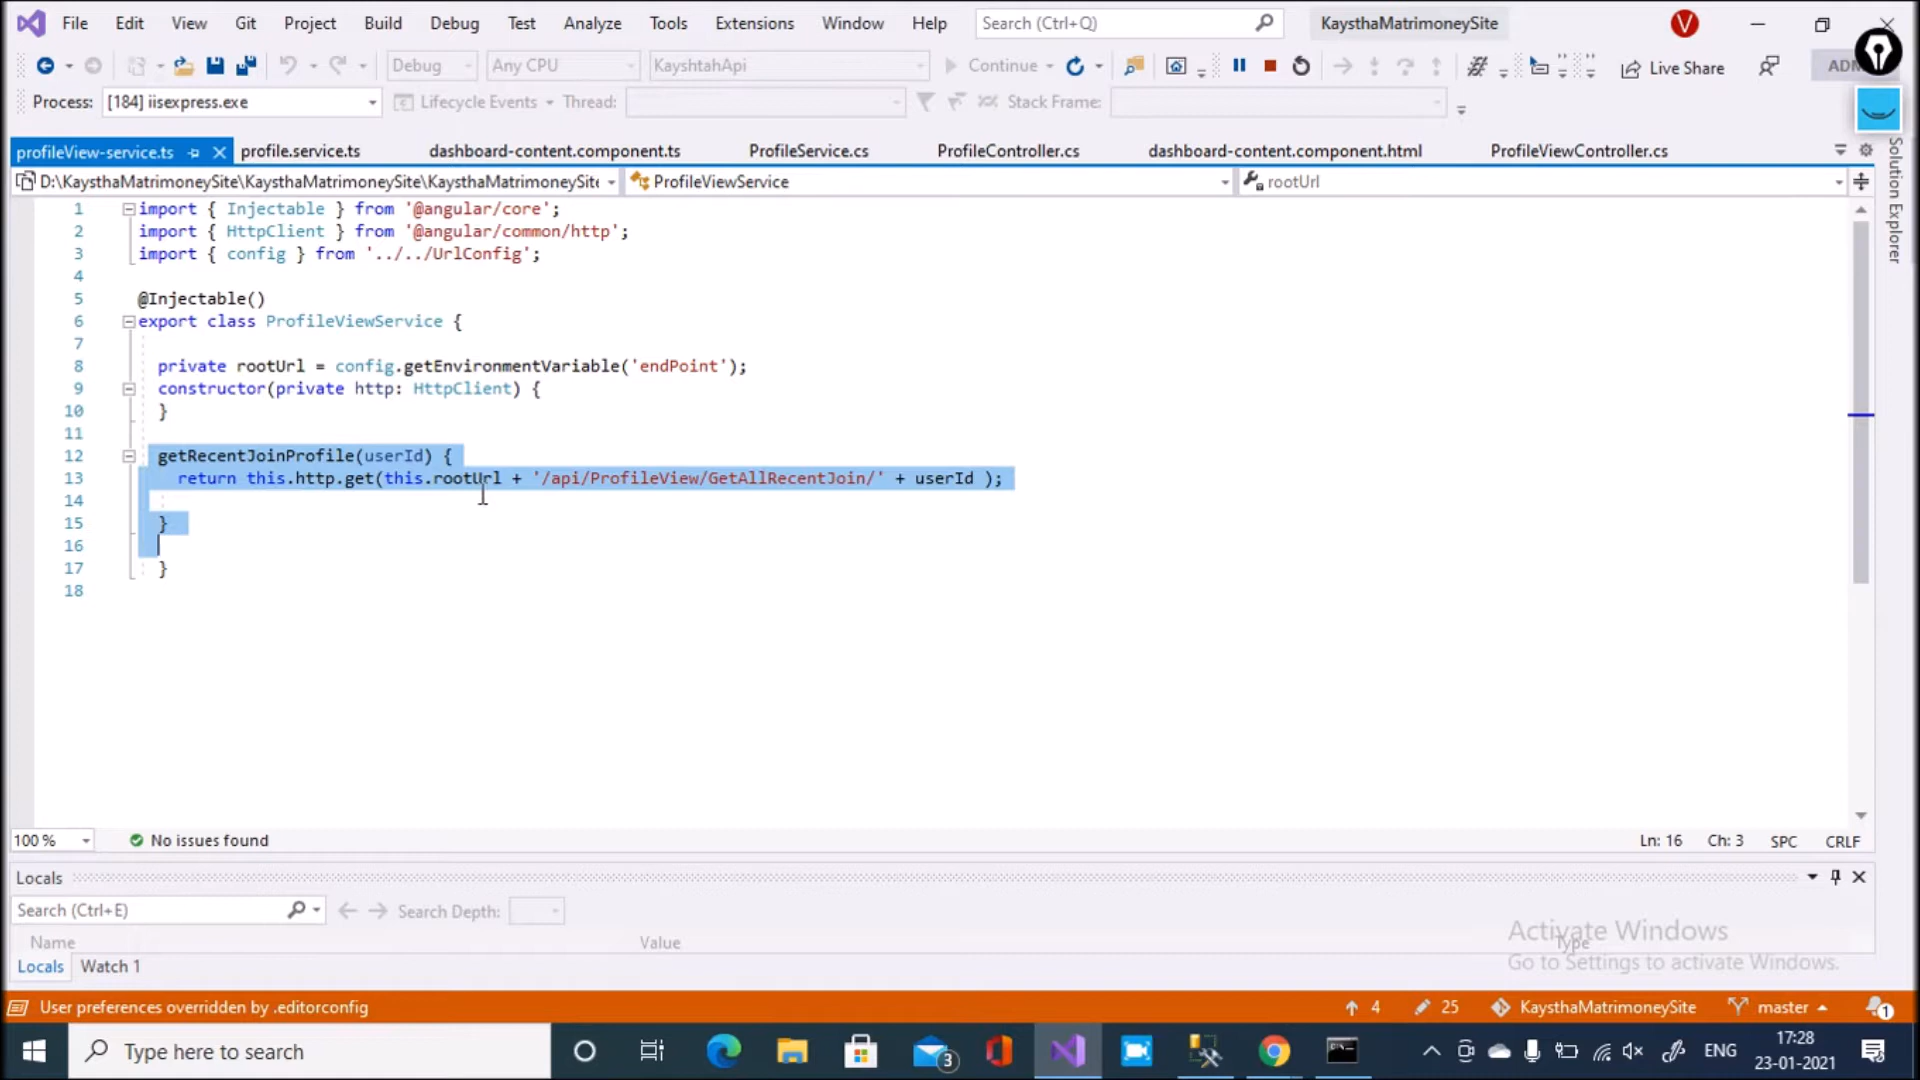 File Edit View Git Project Build Debug Test Analyze Tools Extensions Window Help Search (Ctrl+Q) KaysthaMatrimoneySite V
Debug Any CPU KayshtahApi Continue Live Share
Process: [184] iisexpress.exe Lifecycle Events Thread: Stack Frame:
profileView-service.ts profile.service.ts dashboard-content.component.ts ProfileService.cs ProfileController.cs dashboard-content.component.html ProfileViewController.cs
D:\KaysthaMatrimoneySite\KaysthaMatrimoneySite\KaysthaMatrimoneySite ProfileViewService rootUrl
Solution Explorer
1 import { Injectable } from '@angular/core';
2 import { HttpClient } from '@angular/common/http';
3 import { config } from '../../UrlConfig';
4
5 @Injectable()
6 export class ProfileViewService {
7
8 private rootUrl = config.getEnvironmentVariable('endPoint');
9 constructor(private http: HttpClient) {
10 }
11
12 getRecentJoinProfile(userId) {
13 return this.http.get(this.rootUrl + '/api/ProfileView/GetAllRecentJoin/' + userId );
14
15 }
16
17 }
18
100 % No issues found Ln: 16 Ch: 3 SPC CRLF
Locals
Search (Ctrl+E) Search Depth:
Name Value Type
Activate Windows
Go to Settings to activate Windows.
Locals Watch 1
User preferences overridden by .editorconfig 4 25 KaysthaMatrimoneySite master 1
Type here to search 3 ENG 17:28
23-01-2021